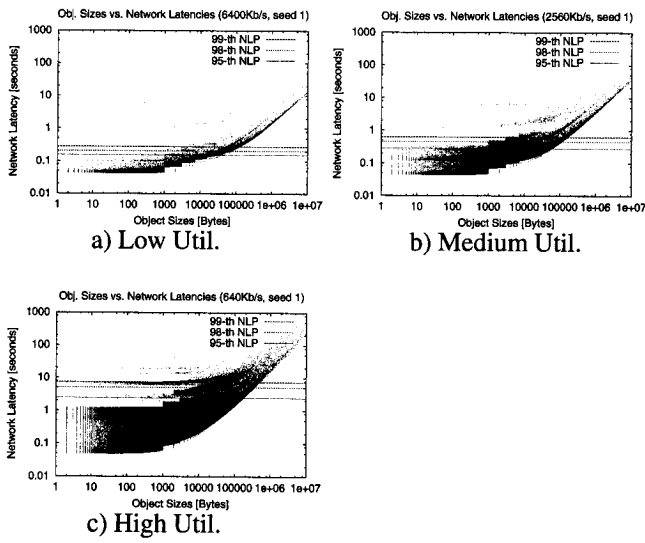 Obj. Sizes vs. Network Latencies (6400Kb/s, seed 1)
1000
100
10
1
0.1
0.01
Network Latency [seconds]
99-th NLP
98-th NLP
95-th NLP
1 10 100 1000 10000 100000 1e+06 1e+07
Object Sizes [Bytes]
a) Low Util.
Obj. Sizes vs. Network Latencies (2560Kb/s, seed 1)
1000
100
10
1
0.1
0.01
Network Latency [seconds]
99-th NLP
98-th NLP
95-th NLP
1 10 100 1000 10000 100000 1e+06 1e+07
Object Sizes [Bytes]
b) Medium Util.
Obj. Sizes vs. Network Latencies (640Kb/s, seed 1)
1000
100
10
1
0.1
0.01
Network Latency [seconds]
99-th NLP
98-th NLP
95-th NLP
1 10 100 1000 10000 100000 1e+06 1e+07
Object Sizes [Bytes]
c) High Util.